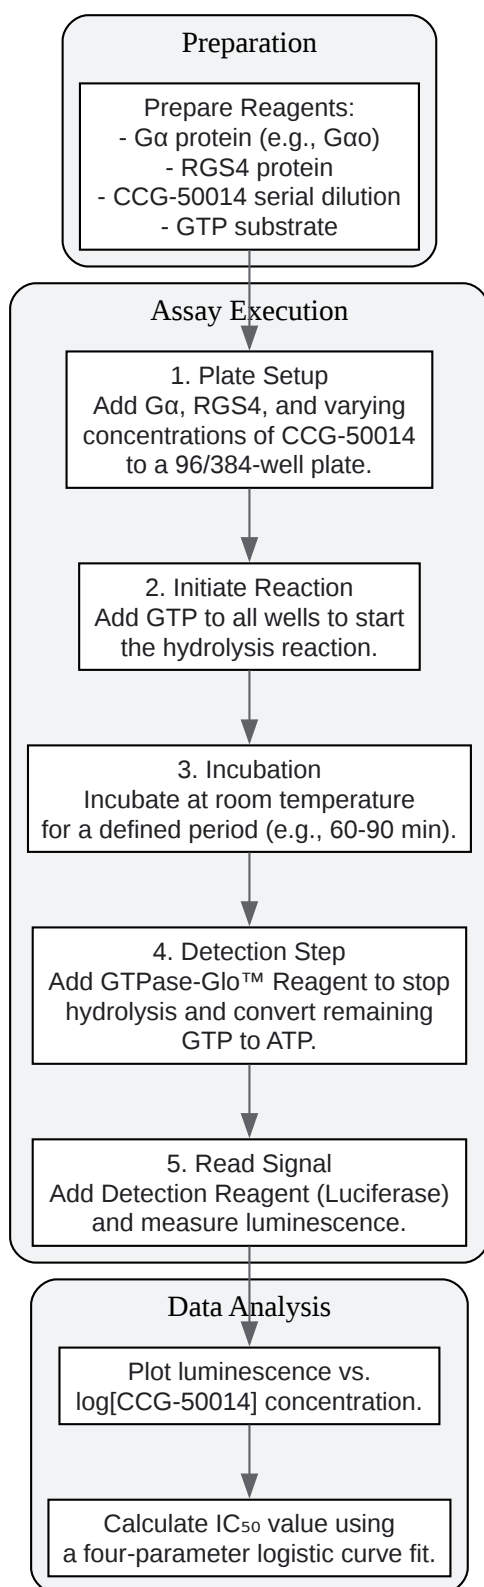 Preparation
Prepare Reagents:
- Gα protein (e.g., Gαo)
- RGS4 protein
- CCG-50014 serial dilution
- GTP substrate
Assay Execution
1. Plate Setup
Add Gα, RGS4, and varying
concentrations of CCG-50014
to a 96/384-well plate.
2. Initiate Reaction
Add GTP to all wells to start
the hydrolysis reaction.
3. Incubation
Incubate at room temperature
for a defined period (e.g., 60-90 min).
4. Detection Step
Add GTPase-Glo™ Reagent to stop
hydrolysis and convert remaining
GTP to ATP.
5. Read Signal
Add Detection Reagent (Luciferase)
and measure luminescence.
Data Analysis
Plot luminescence vs.
log[CCG-50014] concentration.
Calculate IC₅₀ value using
a four-parameter logistic curve fit.